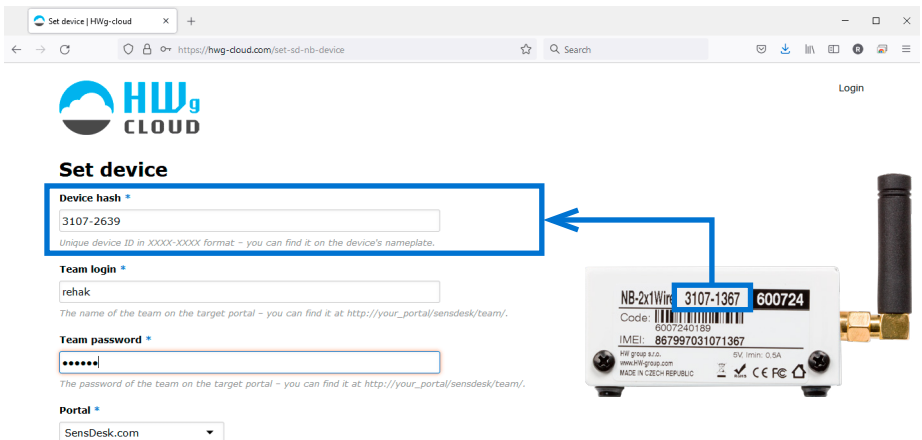 Set device | HWg-cloud
https://hwg-cloud.com/set-sd-nb-device
Search
Login
HWg
CLOUD
Set device
Device hash *
3107-2639
Unique device ID in XXXX-XXXX format – you can find it on the device's nameplate.
Team login *
rehak
The name of the team on the target portal – you can find it at http://your_portal/sensdesk/team/.
Team password *
••••••
The password of the team on the target portal – you can find it at http://your_portal/sensdesk/team/.
Portal *
SensDesk.com
NB-2x1Wire 3107-1367 600724
Code:
6007240189
IMEI: 867997031071367
HW group s.r.o.
www.HW-group.com
MADE IN CZECH REPUBLIC
5V, Imin: 0,5A
RoHS CE FC